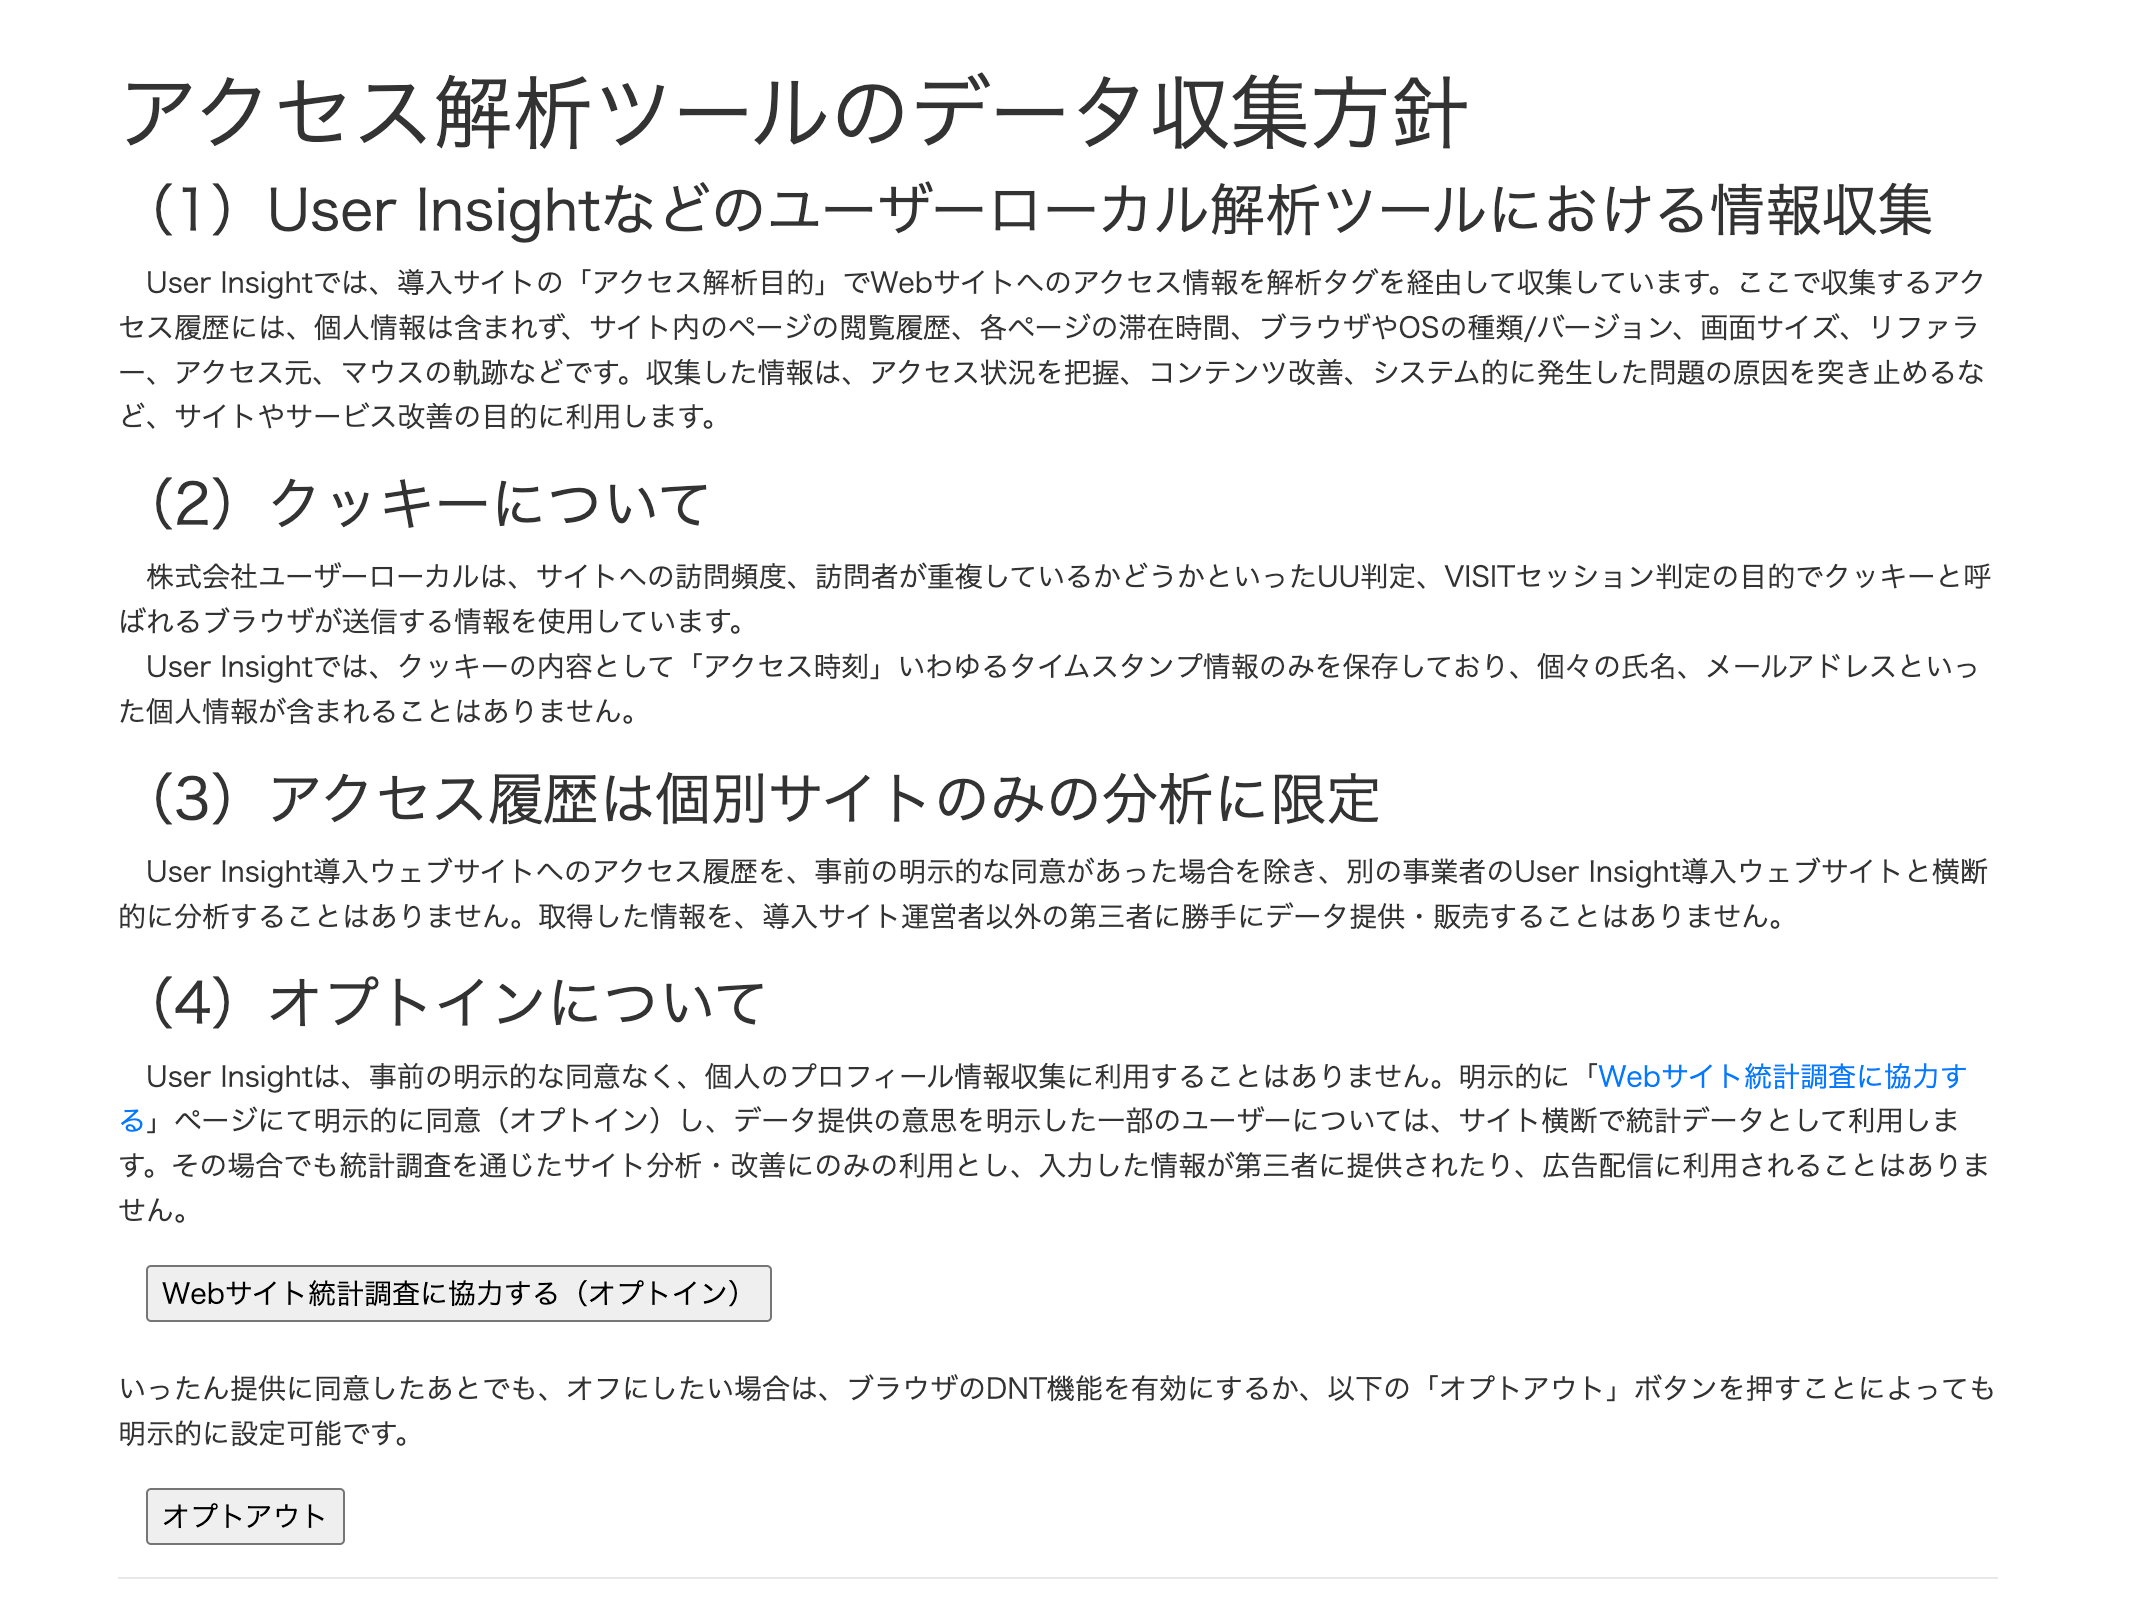 アクセス解析ツールのデータ収集方針
（1）User Insightなどのユーザーローカル解析ツールにおける情報収集
User Insightでは、導入サイトの「アクセス解析目的」でWebサイトへのアクセス情報を解析タグを経由して収集しています。ここで収集するアク
セス履歴には、個人情報は含まれず、サイト内のページの閲覧履歴、各ページの滞在時間、ブラウザやOSの種類/バージョン、画面サイズ、リファラ
ー、アクセス元、マウスの軌跡などです。収集した情報は、アクセス状況を把握、コンテンツ改善、システム的に発生した問題の原因を突き止めるな
ど、サイトやサービス改善の目的に利用します。
（2）クッキーについて
株式会社ユーザーローカルは、サイトへの訪問頻度、訪問者が重複しているかどうかといったUU判定、VISITセッション判定の目的でクッキーと呼
ばれるブラウザが送信する情報を使用しています。
User Insightでは、クッキーの内容として「アクセス時刻」いわゆるタイムスタンプ情報のみを保存しており、個々の氏名、メールアドレスといっ
た個人情報が含まれることはありません。
（3）アクセス履歴は個別サイトのみの分析に限定
User Insight導入ウェブサイトへのアクセス履歴を、事前の明示的な同意があった場合を除き、別の事業者のUser Insight導入ウェブサイトと横断
的に分析することはありません。取得した情報を、導入サイト運営者以外の第三者に勝手にデータ提供・販売することはありません。
（4）オプトインについて
User Insightは、事前の明示的な同意なく、個人のプロフィール情報収集に利用することはありません。明示的に「Webサイト統計調査に協力す
る」ページにて明示的に同意（オプトイン）し、データ提供の意思を明示した一部のユーザーについては、サイト横断で統計データとして利用しま
す。その場合でも統計調査を通じたサイト分析・改善にのみの利用とし、入力した情報が第三者に提供されたり、広告配信に利用されることはありま
せん。
Webサイト統計調査に協力する（オプトイン）
いったん提供に同意したあとでも、オフにしたい場合は、ブラウザのDNT機能を有効にするか、以下の「オプトアウト」ボタンを押すことによっても
明示的に設定可能です。
オプトアウト